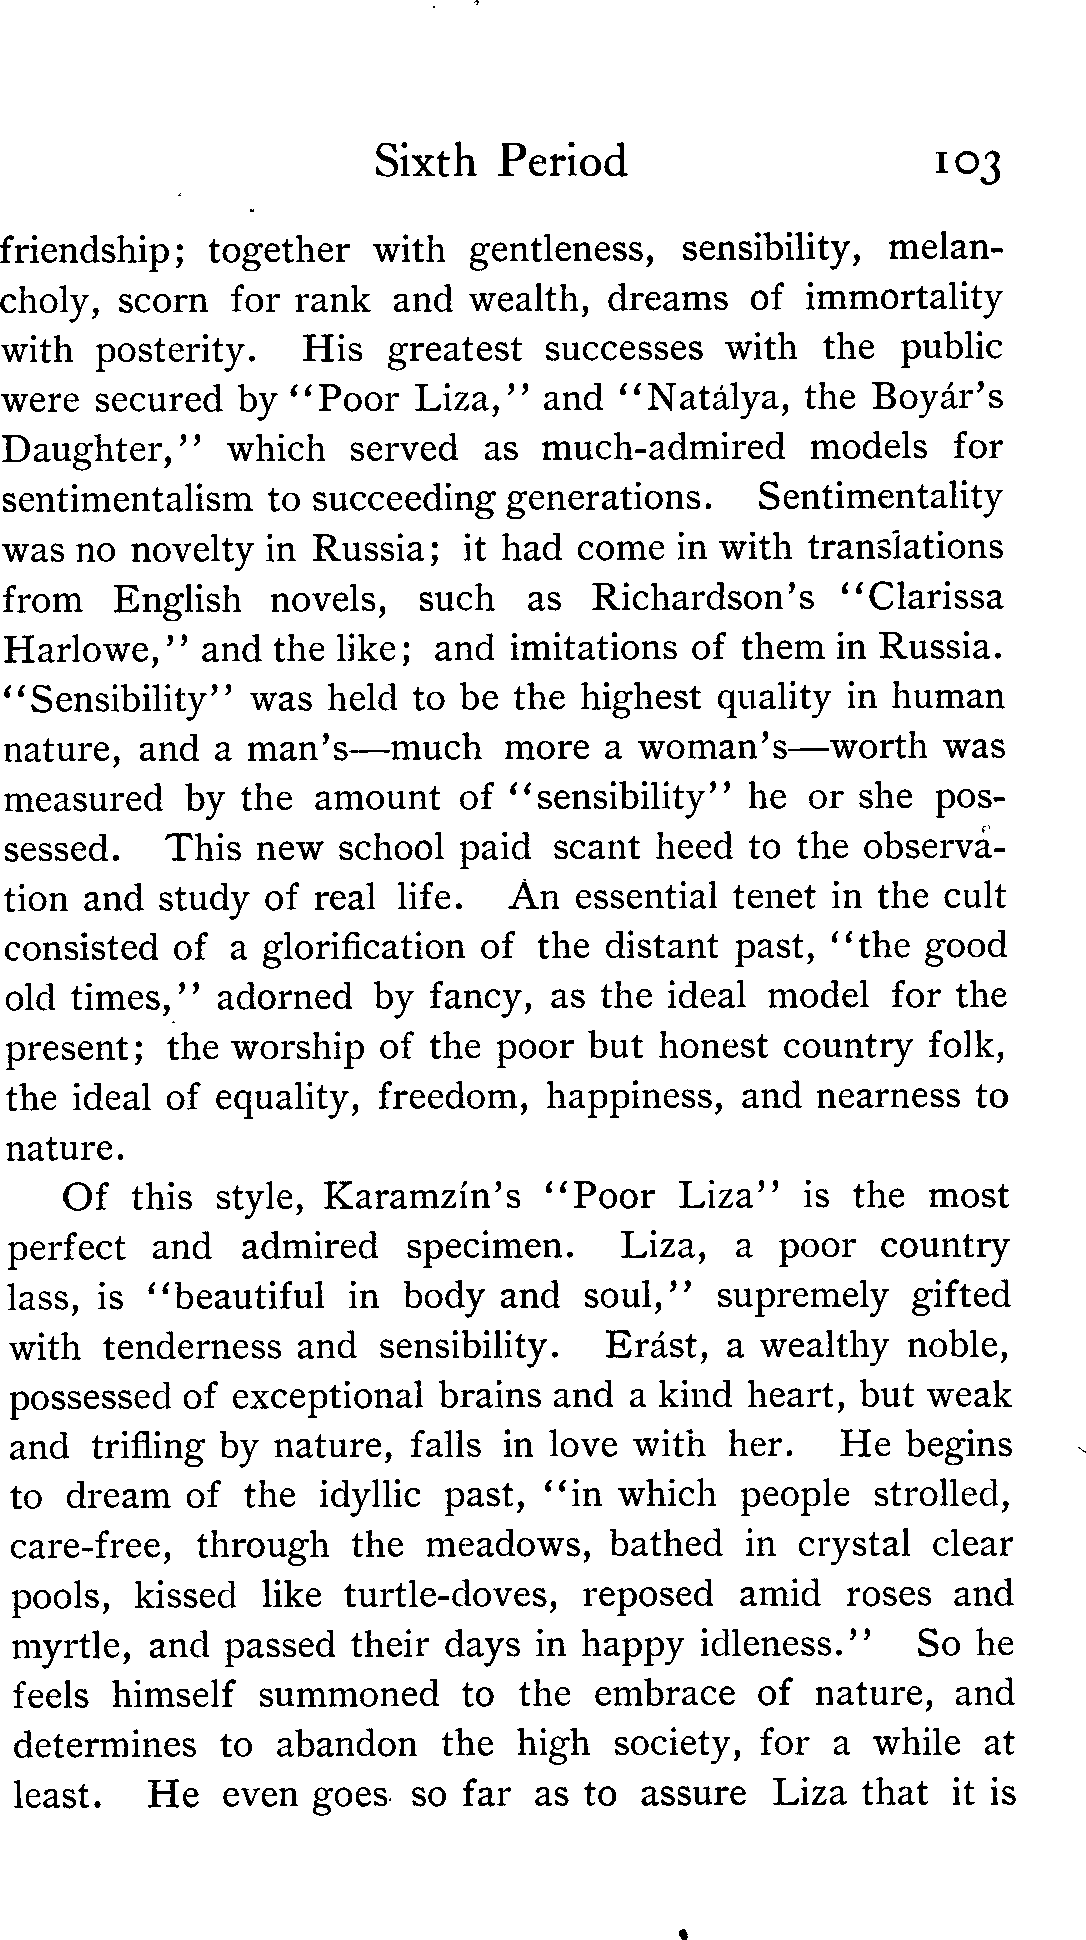 Sixth Period 103
friendship; together with gentleness, sensibility, melan-
choly, scorn for rank and wealth, dreams of immortality
with posterity. His greatest successes with the public
were secured by "Poor Liza," and "Natálya, the Boyár's
Daughter," which served as much-admired models for
sentimentalism to succeeding generations. Sentimentality
was no novelty in Russia; it had come in with translations
from English novels, such as Richardson's "Clarissa
Harlowe," and the like; and imitations of them in Russia.
"Sensibility" was held to be the highest quality in human
nature, and a man's—much more a woman's—worth was
measured by the amount of "sensibility" he or she pos-
sessed. This new school paid scant heed to the observa-
tion and study of real life. An essential tenet in the cult
consisted of a glorification of the distant past, "the good
old times," adorned by fancy, as the ideal model for the
present; the worship of the poor but honest country folk,
the ideal of equality, freedom, happiness, and nearness to
nature.
Of this style, Karamzín's "Poor Liza" is the most
perfect and admired specimen. Liza, a poor country
lass, is "beautiful in body and soul," supremely gifted
with tenderness and sensibility. Erást, a wealthy noble,
possessed of exceptional brains and a kind heart, but weak
and trifling by nature, falls in love with her. He begins
to dream of the idyllic past, "in which people strolled,
care-free, through the meadows, bathed in crystal clear
pools, kissed like turtle-doves, reposed amid roses and
myrtle, and passed their days in happy idleness." So he
feels himself summoned to the embrace of nature, and
determines to abandon the high society, for a while at
least. He even goes so far as to assure Liza that it is